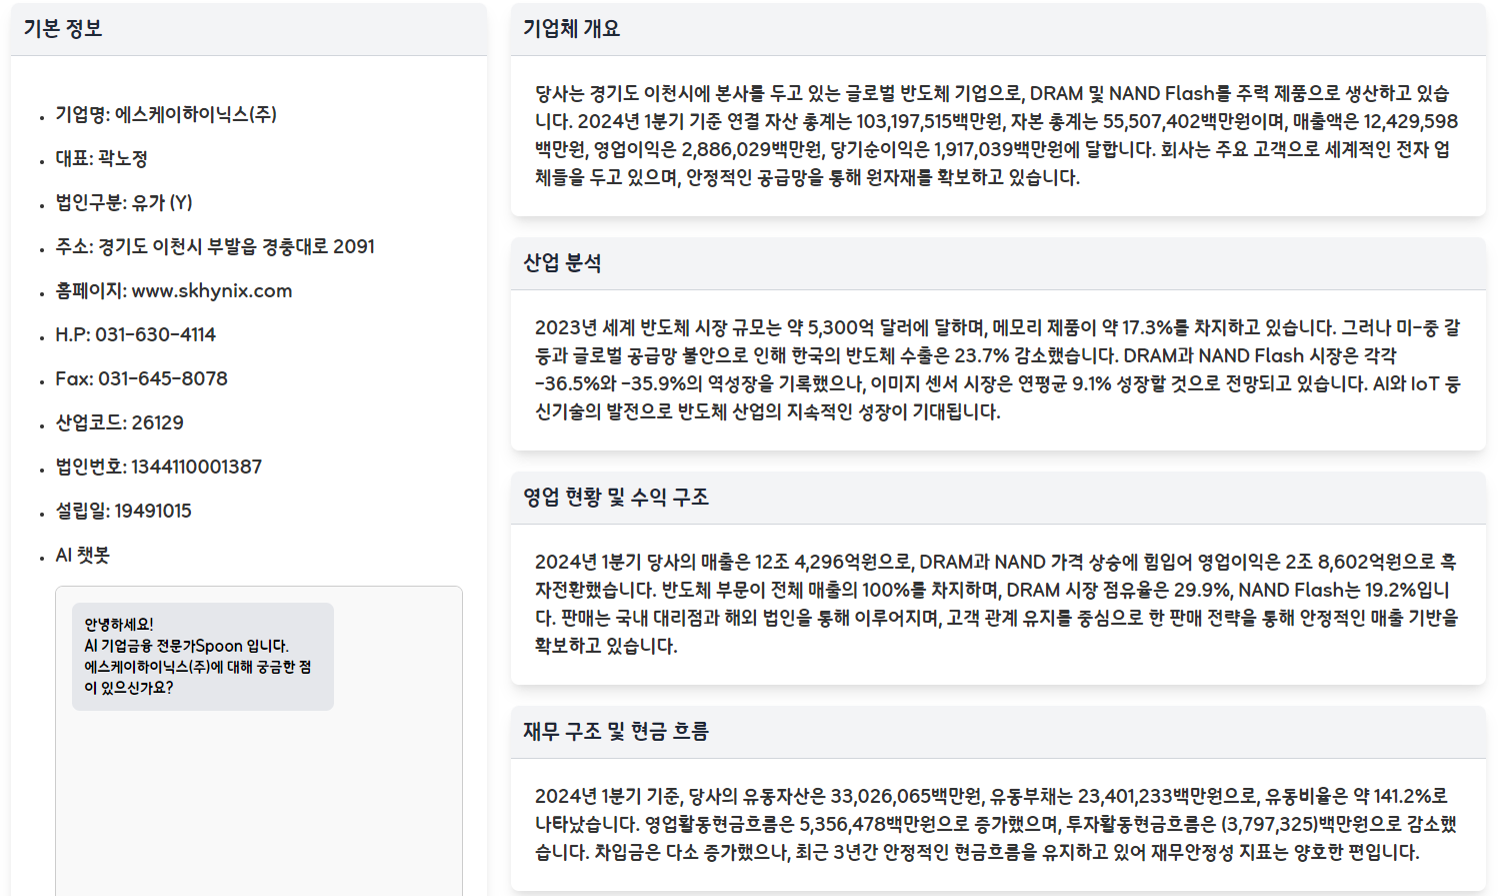 기본 정보
기업명: 에스케이하이닉스(주)
대표: 곽노정
법인구분: 유가 (Y)
주소: 경기도 이천시 부발읍 경충대로 2091
홈페이지: www.skhynix.com
H.P: 031-630-4114
Fax: 031-645-8078
산업코드: 26129
법인번호: 1344110001387
설립일: 19491015
AI 챗봇
안녕하세요!
AI 기업금융 전문가Spoon 입니다.
에스케이하이닉스(주)에 대해 궁금한 점
이 있으신가요?
기업체 개요
당사는 경기도 이천시에 본사를 두고 있는 글로벌 반도체 기업으로, DRAM 및 NAND Flash를 주력 제품으로 생산하고 있습
니다. 2024년 1분기 기준 연결 자산 총계는 103,197,515백만원, 자본 총계는 55,507,402백만원이며, 매출액은 12,429,598
백만원, 영업이익은 2,886,029백만원, 당기순이익은 1,917,039백만원에 달합니다. 회사는 주요 고객으로 세계적인 전자 업
체들을 두고 있으며, 안정적인 공급망을 통해 원자재를 확보하고 있습니다.
산업 분석
2023년 세계 반도체 시장 규모는 약 5,300억 달러에 달하며, 메모리 제품이 약 17.3%를 차지하고 있습니다. 그러나 미-중 갈
등과 글로벌 공급망 불안으로 인해 한국의 반도체 수출은 23.7% 감소했습니다. DRAM과 NAND Flash 시장은 각각
-36.5%와 -35.9%의 역성장을 기록했으나, 이미지 센서 시장은 연평균 9.1% 성장할 것으로 전망되고 있습니다. AI와 IoT 등
신기술의 발전으로 반도체 산업의 지속적인 성장이 기대됩니다.
영업 현황 및 수익 구조
2024년 1분기 당사의 매출은 12조 4,296억원으로, DRAM과 NAND 가격 상승에 힘입어 영업이익은 2조 8,602억원으로 흑
자전환했습니다. 반도체 부문이 전체 매출의 100%를 차지하며, DRAM 시장 점유율은 29.9%, NAND Flash는 19.2%입니
다. 판매는 국내 대리점과 해외 법인을 통해 이루어지며, 고객 관계 유지를 중심으로 한 판매 전략을 통해 안정적인 매출 기반을
확보하고 있습니다.
재무 구조 및 현금 흐름
2024년 1분기 기준, 당사의 유동자산은 33,026,065백만원, 유동부채는 23,401,233백만원으로, 유동비율은 약 141.2%로
나타났습니다. 영업활동현금흐름은 5,356,478백만원으로 증가했으며, 투자활동현금흐름은 (3,797,325)백만원으로 감소했
습니다. 차입금은 다소 증가했으나, 최근 3년간 안정적인 현금흐름을 유지하고 있어 재무안정성 지표는 양호한 편입니다.